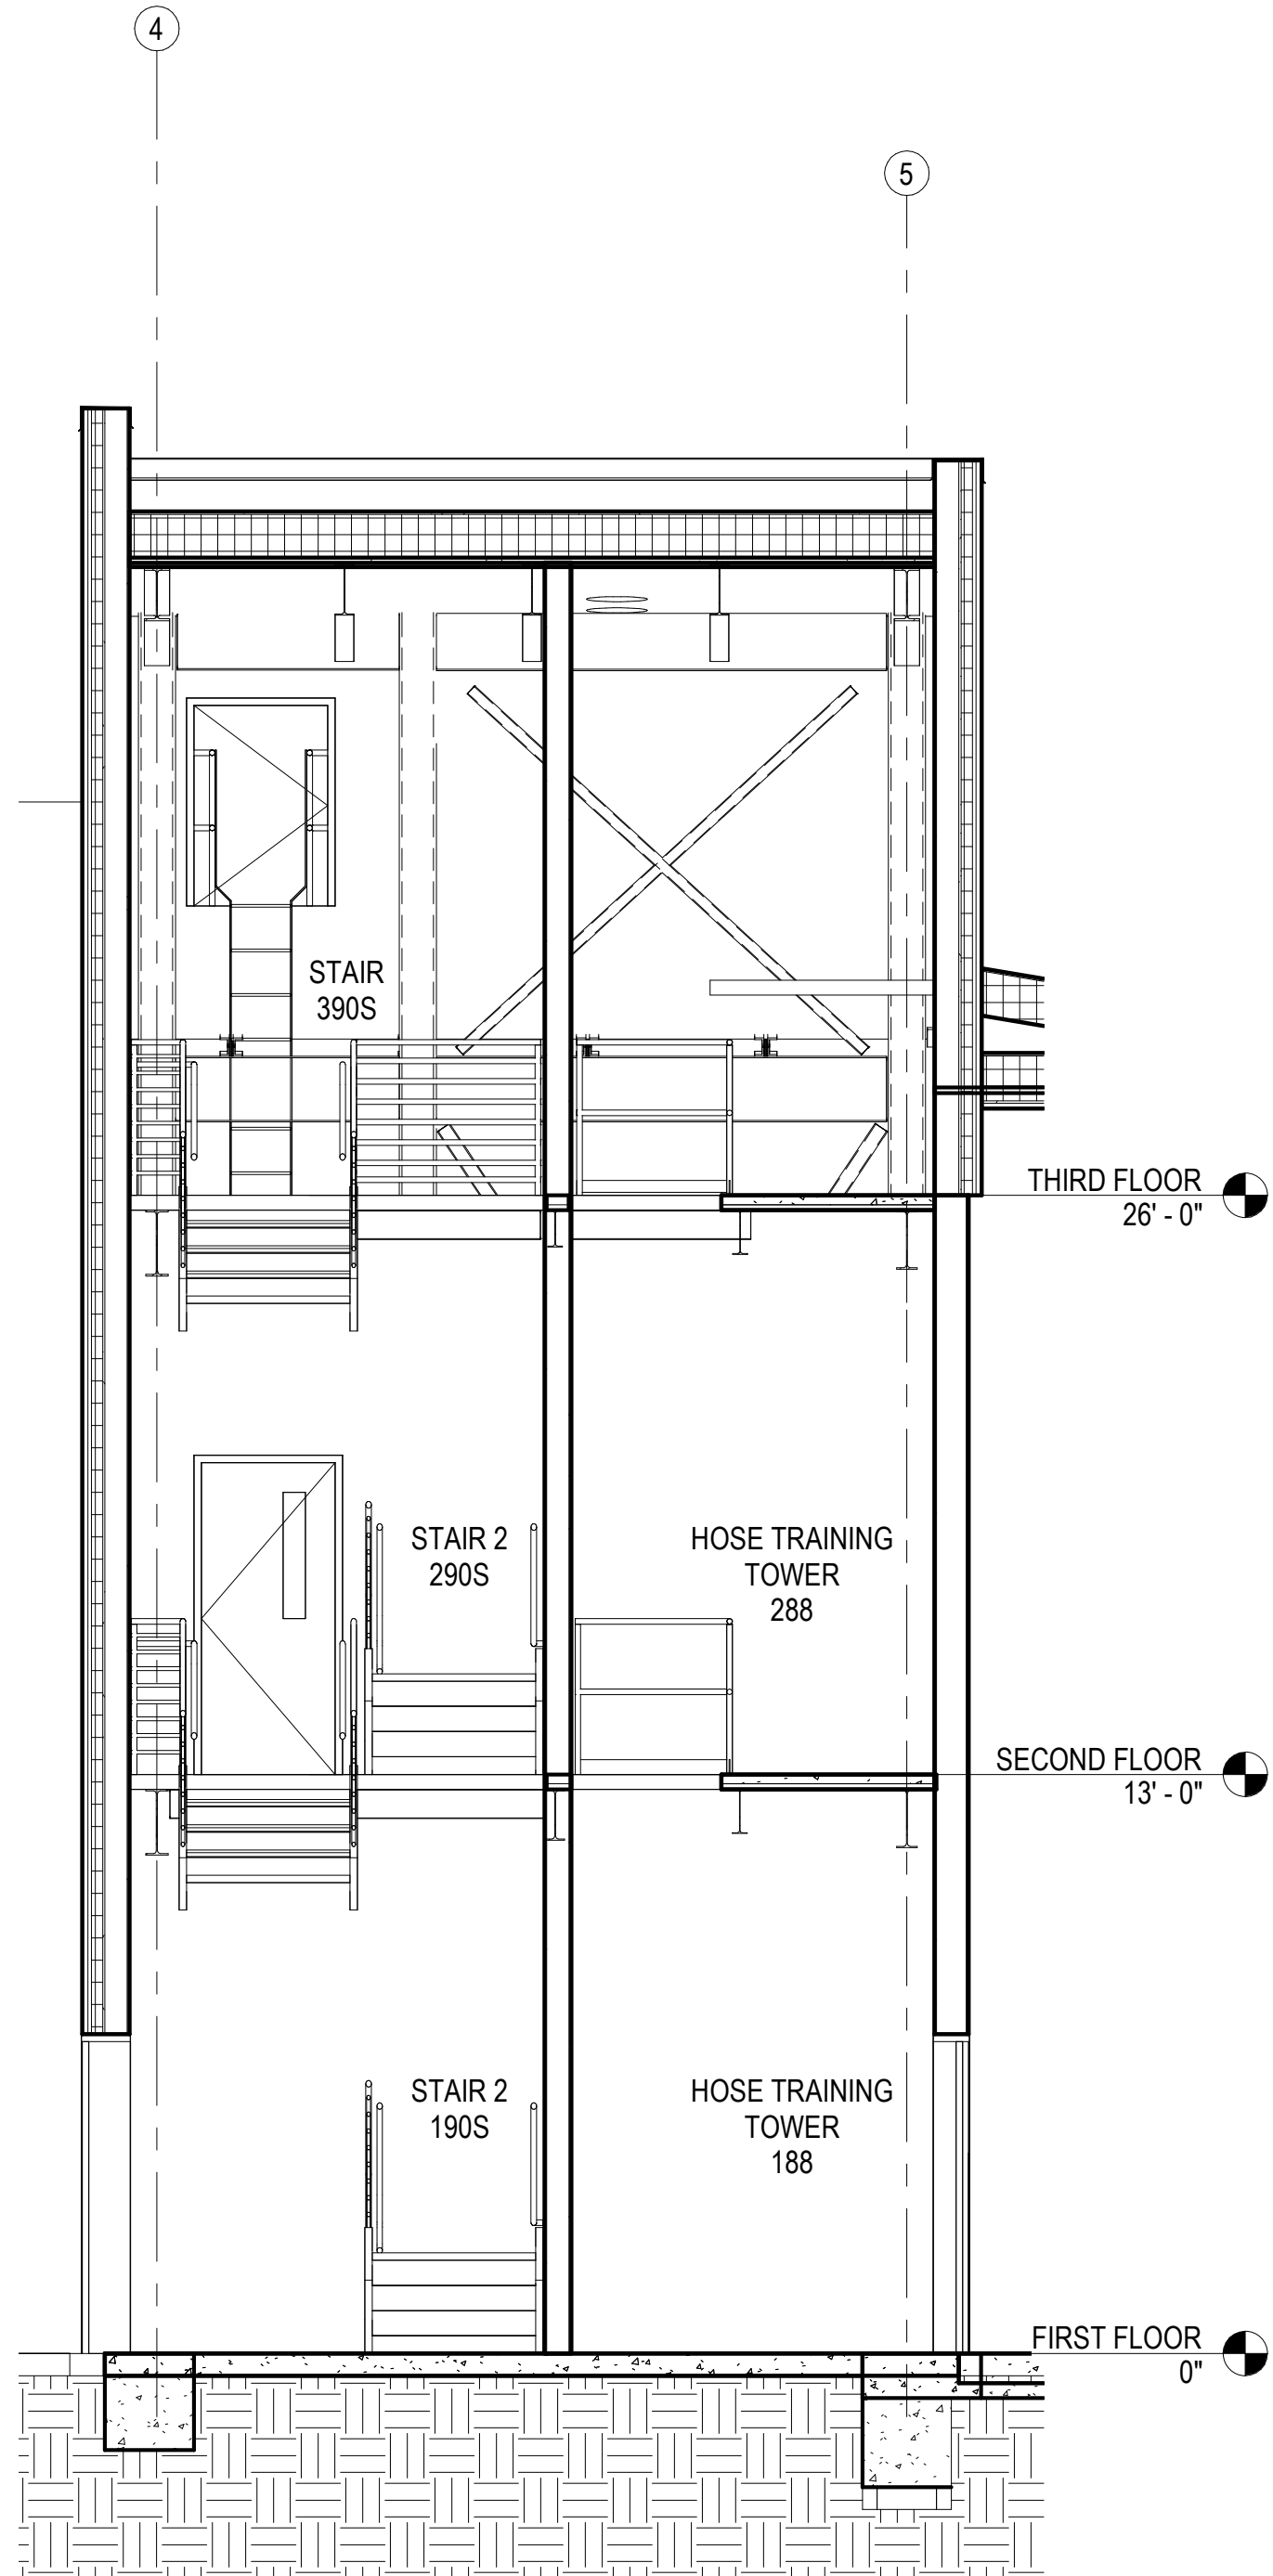 4
5
STAIR
390S
THIRD FLOOR
26' - 0"
STAIR 2
290S
HOSE TRAINING
TOWER
288
SECOND FLOOR
13' - 0"
STAIR 2
190S
HOSE TRAINING
TOWER
188
FIRST FLOOR
0"